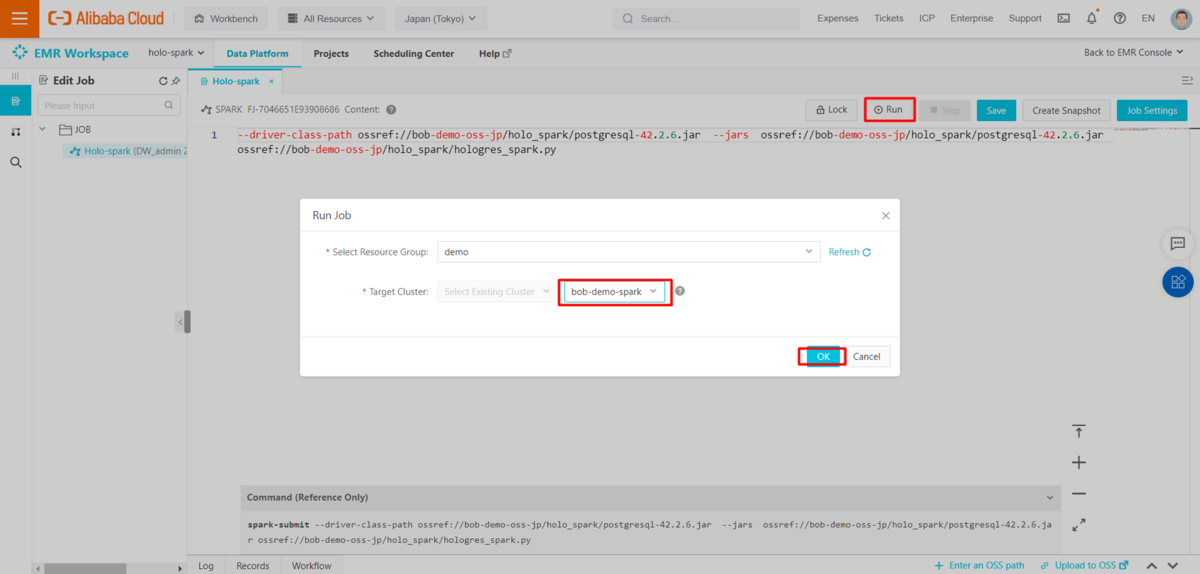 Alibaba Cloud Workbench All Resources Japan (Tokyo) Search... Expenses Tickets ICP Enterprise Support EN
EMR Workspace holo-spark Data Platform Projects Scheduling Center Help Back to EMR Console
Edit Job Holo-spark ×
Please Input SPARK FJ-7046651E93908686 Content: Lock Run Stop Save Create Snapshot Job Settings
JOB
Holo-spark (DW_admin 2
1 --driver-class-path ossref://bob-demo-oss-jp/holo_spark/postgresql-42.2.6.jar --jars ossref://bob-demo-oss-jp/holo_spark/postgresql-42.2.6.jar
ossref://bob-demo-oss-jp/holo_spark/hologres_spark.py
Run Job
* Select Resource Group: demo Refresh
* Target Cluster: Select Existing Cluster bob-demo-spark
OK Cancel
Command (Reference Only)
spark-submit --driver-class-path ossref://bob-demo-oss-jp/holo_spark/postgresql-42.2.6.jar --jars ossref://bob-demo-oss-jp/holo_spark/postgresql-42.2.6.ja
r ossref://bob-demo-oss-jp/holo_spark/hologres_spark.py
Log Records Workflow Enter an OSS path Upload to OSS